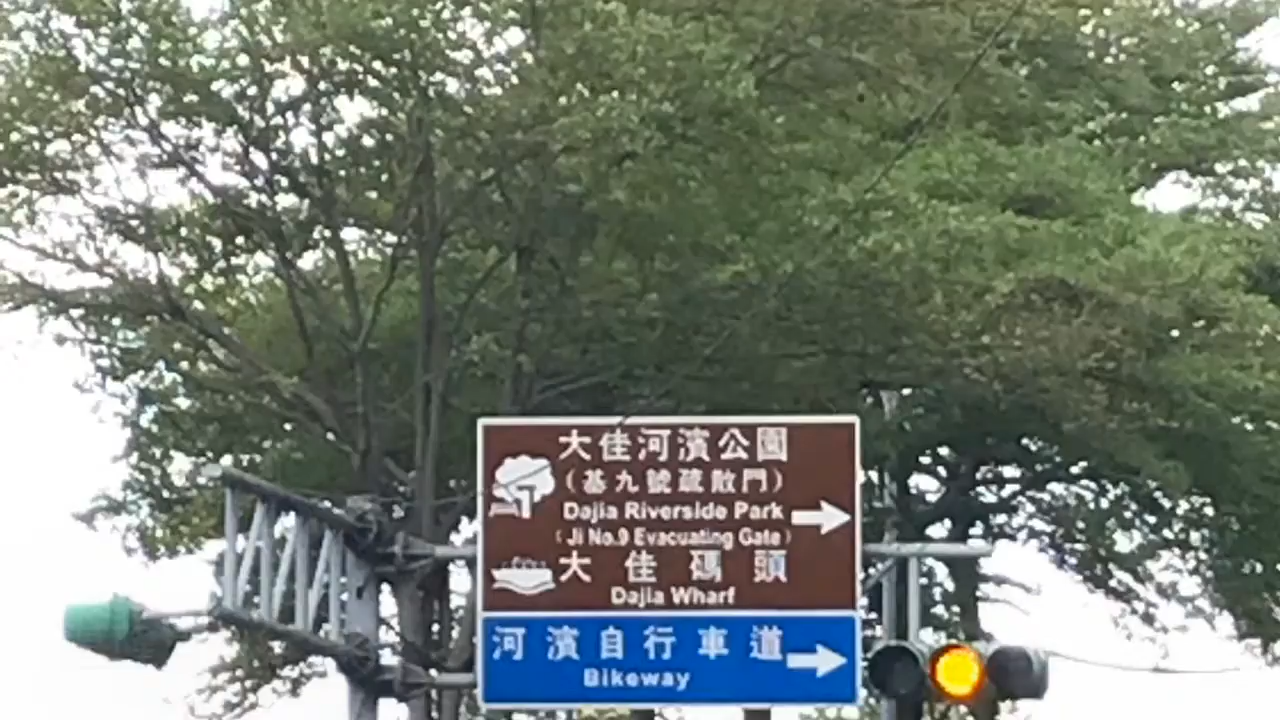 大佳河濱公園
(基九號疏散門)
Dajia Riverside Park
(Ji No.9 Evacuating Gate)
大佳碼頭
Dajia Wharf
河濱自行車道
Bikeway